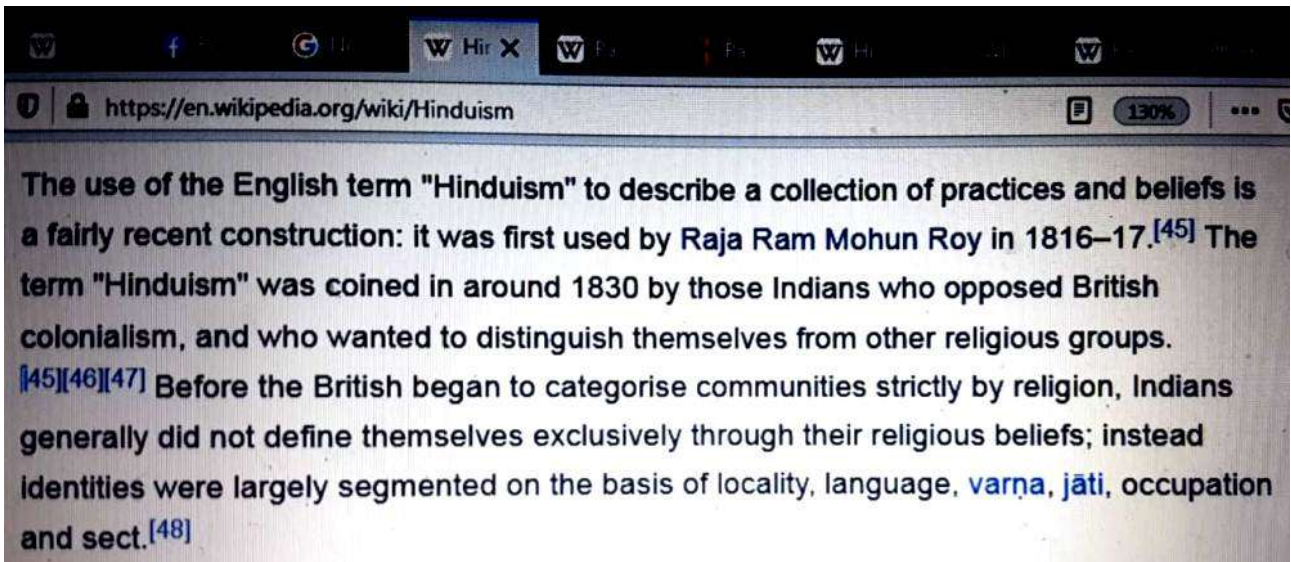 Hir
https://en.wikipedia.org/wiki/Hinduism
130%
The use of the English term "Hinduism" to describe a collection of practices and beliefs is
a fairly recent construction: it was first used by Raja Ram Mohun Roy in 1816–17.[45] The
term "Hinduism" was coined in around 1830 by those Indians who opposed British
colonialism, and who wanted to distinguish themselves from other religious groups.
[45][46][47] Before the British began to categorise communities strictly by religion, Indians
generally did not define themselves exclusively through their religious beliefs; instead
identities were largely segmented on the basis of locality, language, varṇa, jāti, occupation
and sect.[48]